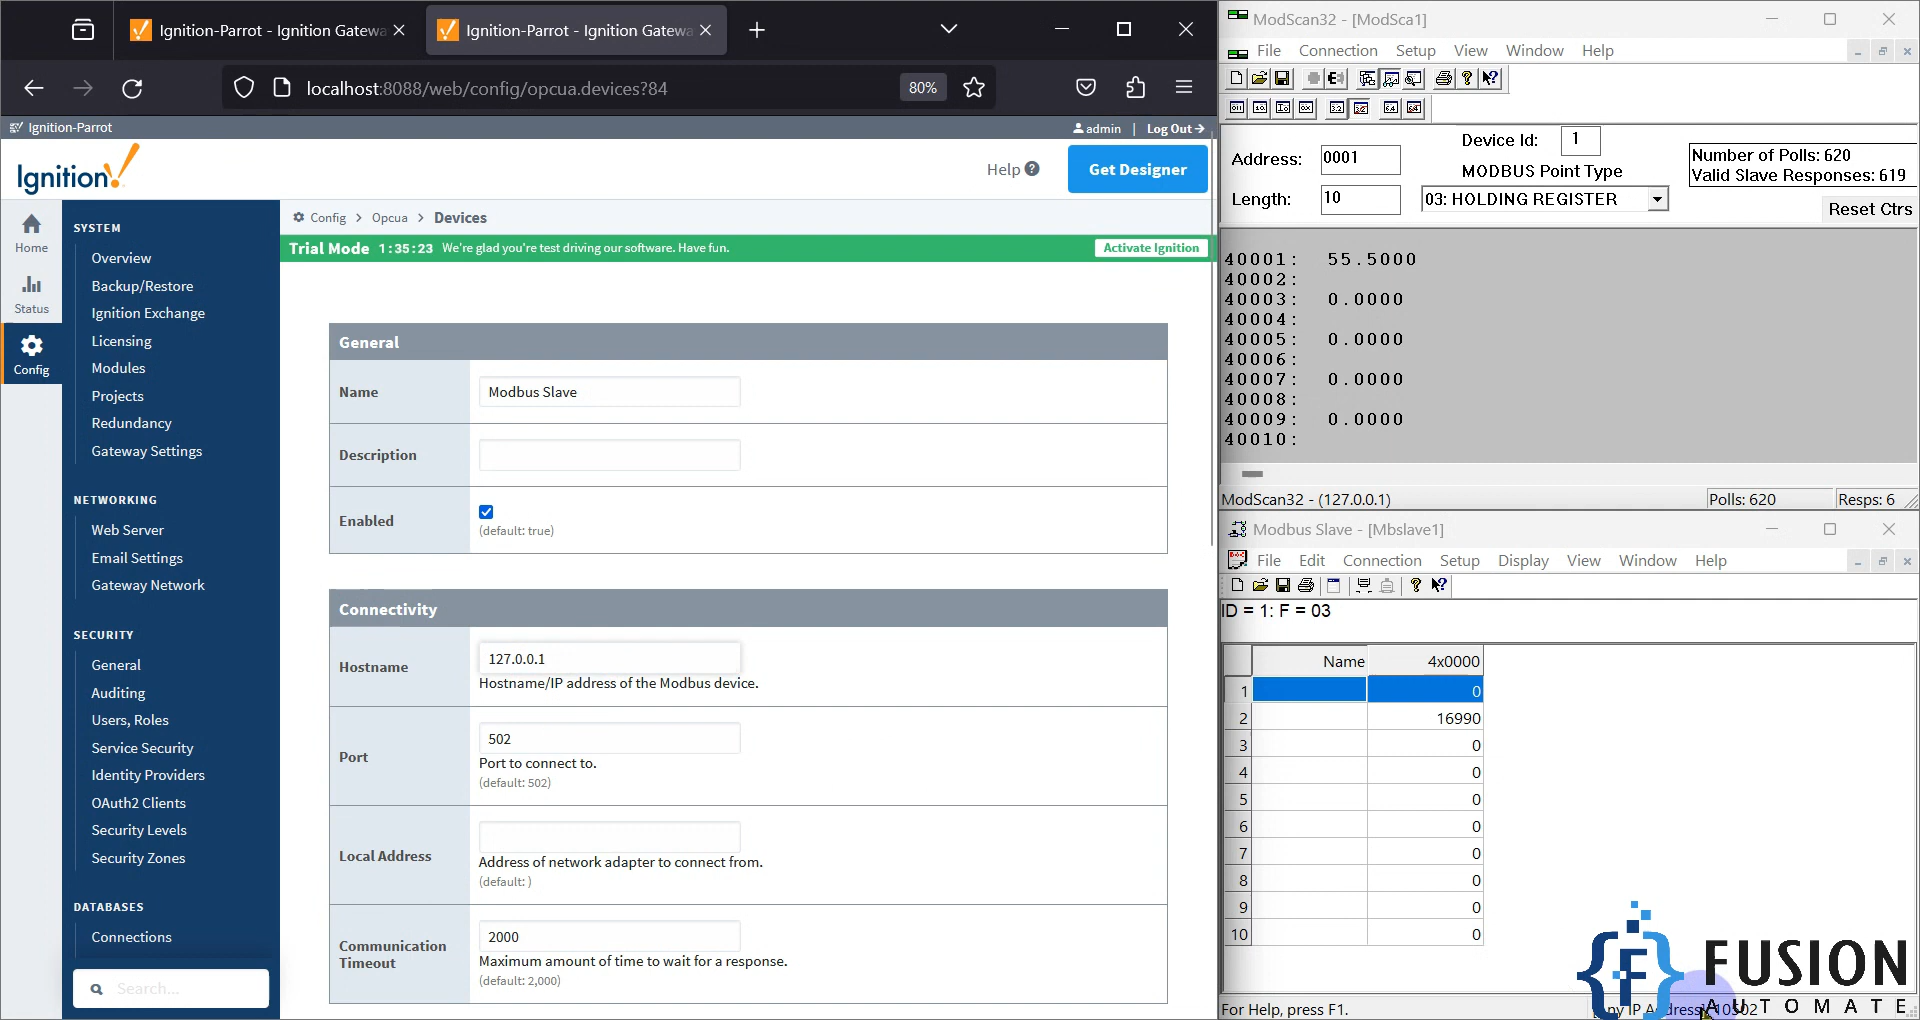 Ignition-Parrot - Ignition Gatewa
Ignition-Parrot - Ignition Gatewa
localhost:8088/web/config/opcua.devices?84
80%
Ignition-Parrot
admin | Log Out
Ignition!
Help
Get Designer
Home
Status
Config
SYSTEM
Overview
Backup/Restore
Ignition Exchange
Licensing
Modules
Projects
Redundancy
Gateway Settings
NETWORKING
Web Server
Email Settings
Gateway Network
SECURITY
General
Auditing
Users, Roles
Service Security
Identity Providers
OAuth2 Clients
Security Levels
Security Zones
DATABASES
Connections
Search...
Config > Opcua > Devices
Trial Mode 1:35:23 We're glad you're test driving our software. Have fun.
Activate Ignition
General
Name
Modbus Slave
Description
Enabled
(default: true)
Connectivity
Hostname
127.0.0.1
Hostname/IP address of the Modbus device.
Port
502
Port to connect to.
(default: 502)
Local Address
Address of network adapter to connect from.
(default: )
Communication
Timeout
2000
Maximum amount of time to wait for a response.
(default: 2,000)
ModScan32 - [ModSca1]
File Connection Setup View Window Help
Address: 0001
Length: 10
Device Id: 1
MODBUS Point Type
03: HOLDING REGISTER
Number of Polls: 620
Valid Slave Responses: 619
Reset Ctrs
40001: 55.5000
40002:
40003: 0.0000
40004:
40005: 0.0000
40006:
40007: 0.0000
40008:
40009: 0.0000
40010:
ModScan32 - (127.0.0.1)
Polls: 620
Resps: 6
Modbus Slave - [Mbslave1]
File Edit Connection Setup Display View Window Help
ID = 1: F = 03
Name 4x0000
1 0
2 16990
3 0
4 0
5 0
6 0
7 0
8 0
9 0
10 0
For Help, press F1.
FUSION
AUTOMATE